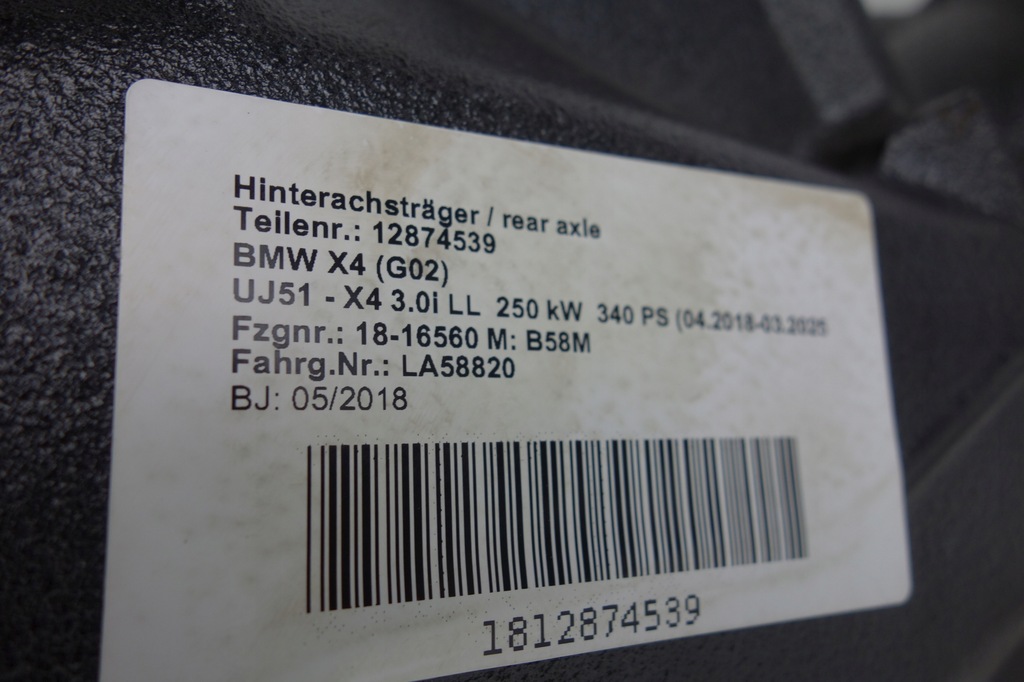 Hinterachsträger / rear axle
Teilenr.: 12874539
BMW X4 (G02)
UJ51 - X4 3.0i LL 250 kW 340 PS (04.2018-03.2025
Fzgnr.: 18-16560 M: B58M
Fahrg.Nr.: LA58820
BJ: 05/2018
1812874539